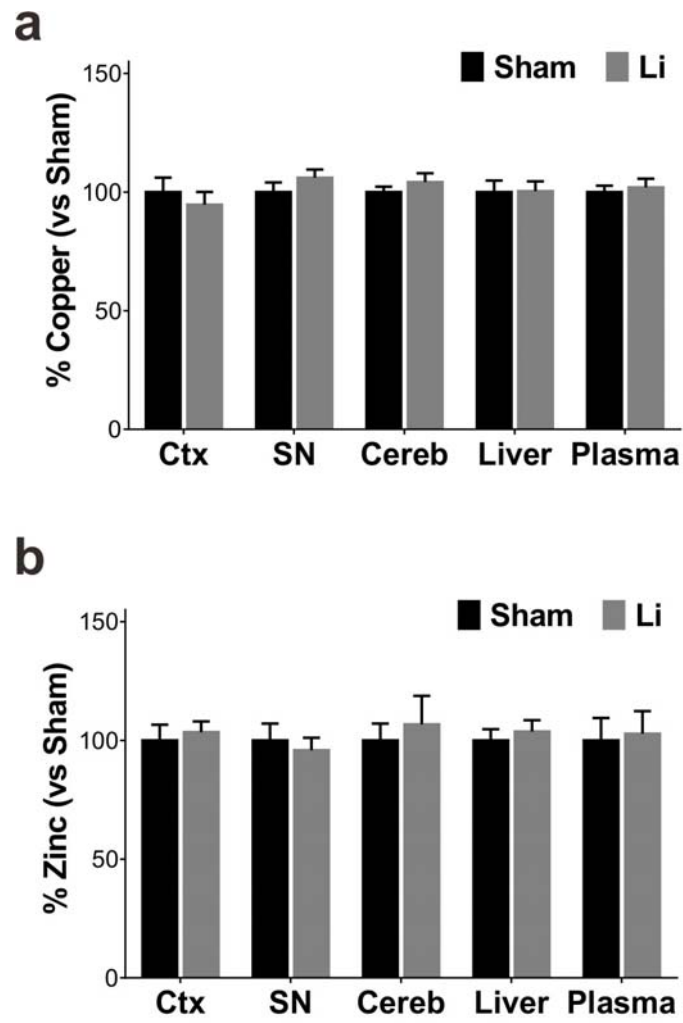 a
Sham Li
% Copper (vs Sham)
150
100
50
0
Ctx SN Cereb Liver Plasma
b
Sham Li
% Zinc (vs Sham)
150
100
50
0
Ctx SN Cereb Liver Plasma